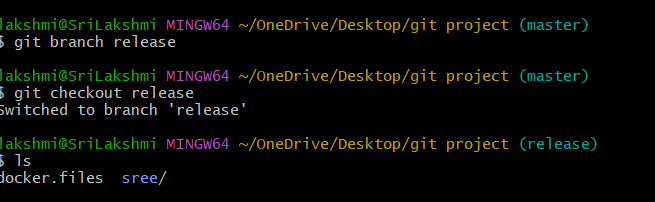 lakshmi@SriLakshmi MINGW64 ~/OneDrive/Desktop/git project (master)
$ git branch release
lakshmi@SriLakshmi MINGW64 ~/OneDrive/Desktop/git project (master)
$ git checkout release
Switched to branch 'release'
lakshmi@SriLakshmi MINGW64 ~/OneDrive/Desktop/git project (release)
$ ls
docker.files  sree/